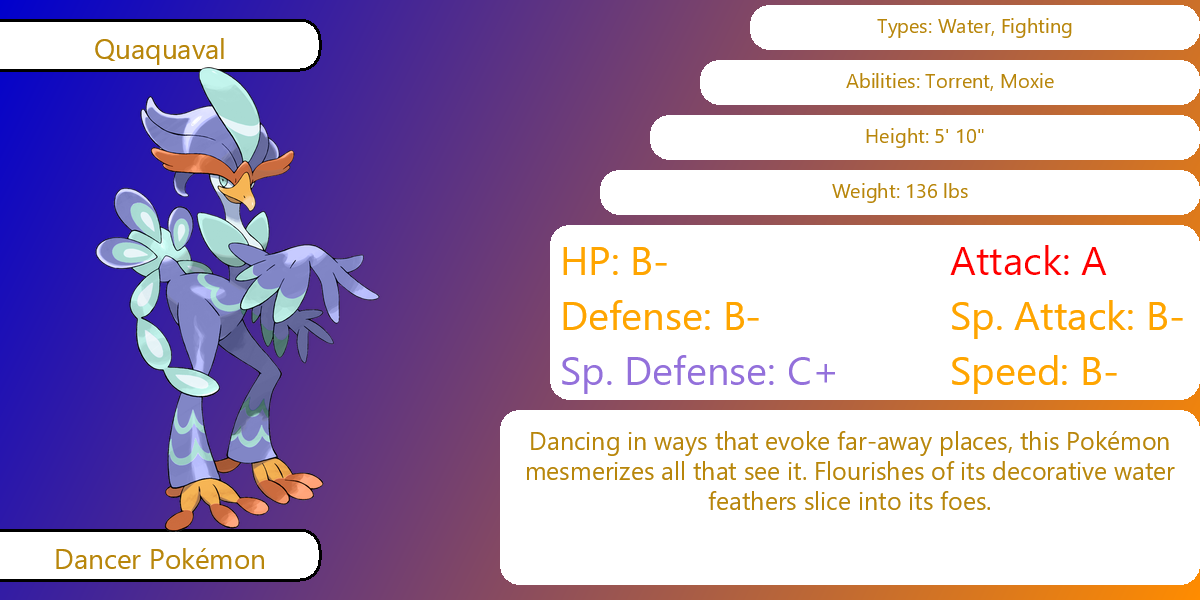 Quaquaval
Types: Water, Fighting
Abilities: Torrent, Moxie
Height: 5' 10"
Weight: 136 lbs
HP: B-
Attack: A
Defense: B-
Sp. Attack: B-
Sp. Defense: C+
Speed: B-
Dancing in ways that evoke far-away places, this Pokémon
mesmerizes all that see it. Flourishes of its decorative water
feathers slice into its foes.
Dancer Pokémon